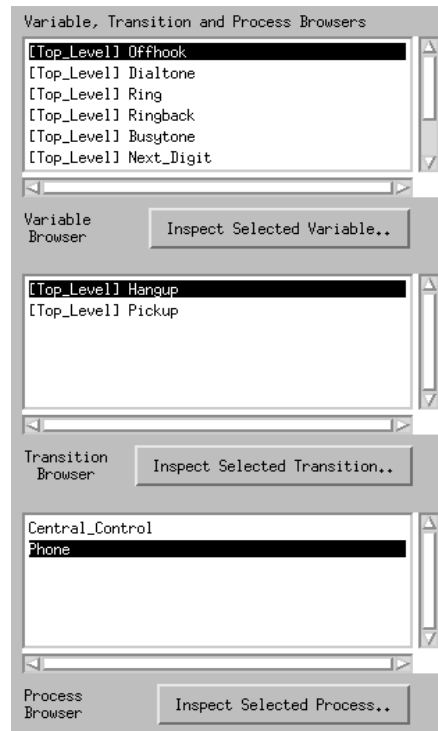 Variable, Transition and Process Browsers
[Top_Level] Offhook
[Top_Level] Dialtone
[Top_Level] Ring
[Top_Level] Ringback
[Top_Level] Busytone
[Top_Level] Next_Digit
Variable
Browser
Inspect Selected Variable..
[Top_Level] Hangup
[Top_Level] Pickup
Transition
Browser
Inspect Selected Transition..
Central_Control
Phone
Process
Browser
Inspect Selected Process..